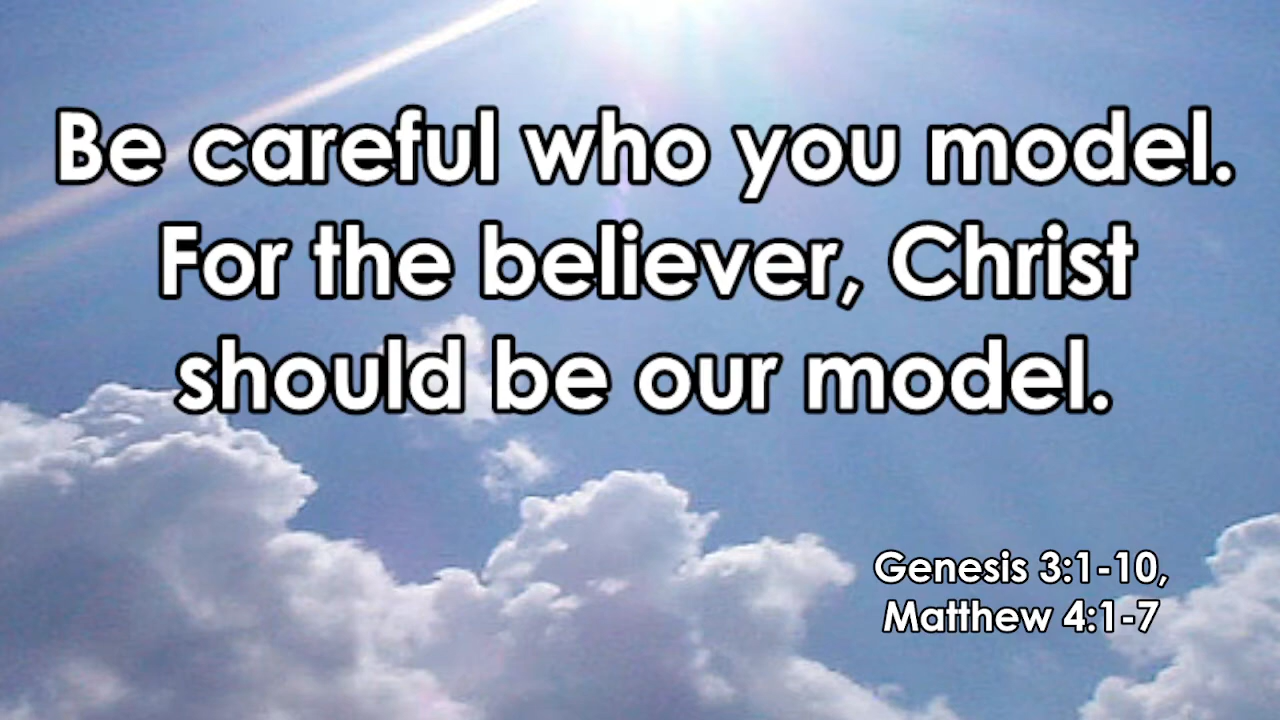 Be careful who you model.
For the believer, Christ
should be our model.
Genesis 3:1-10,
Matthew 4:1-7